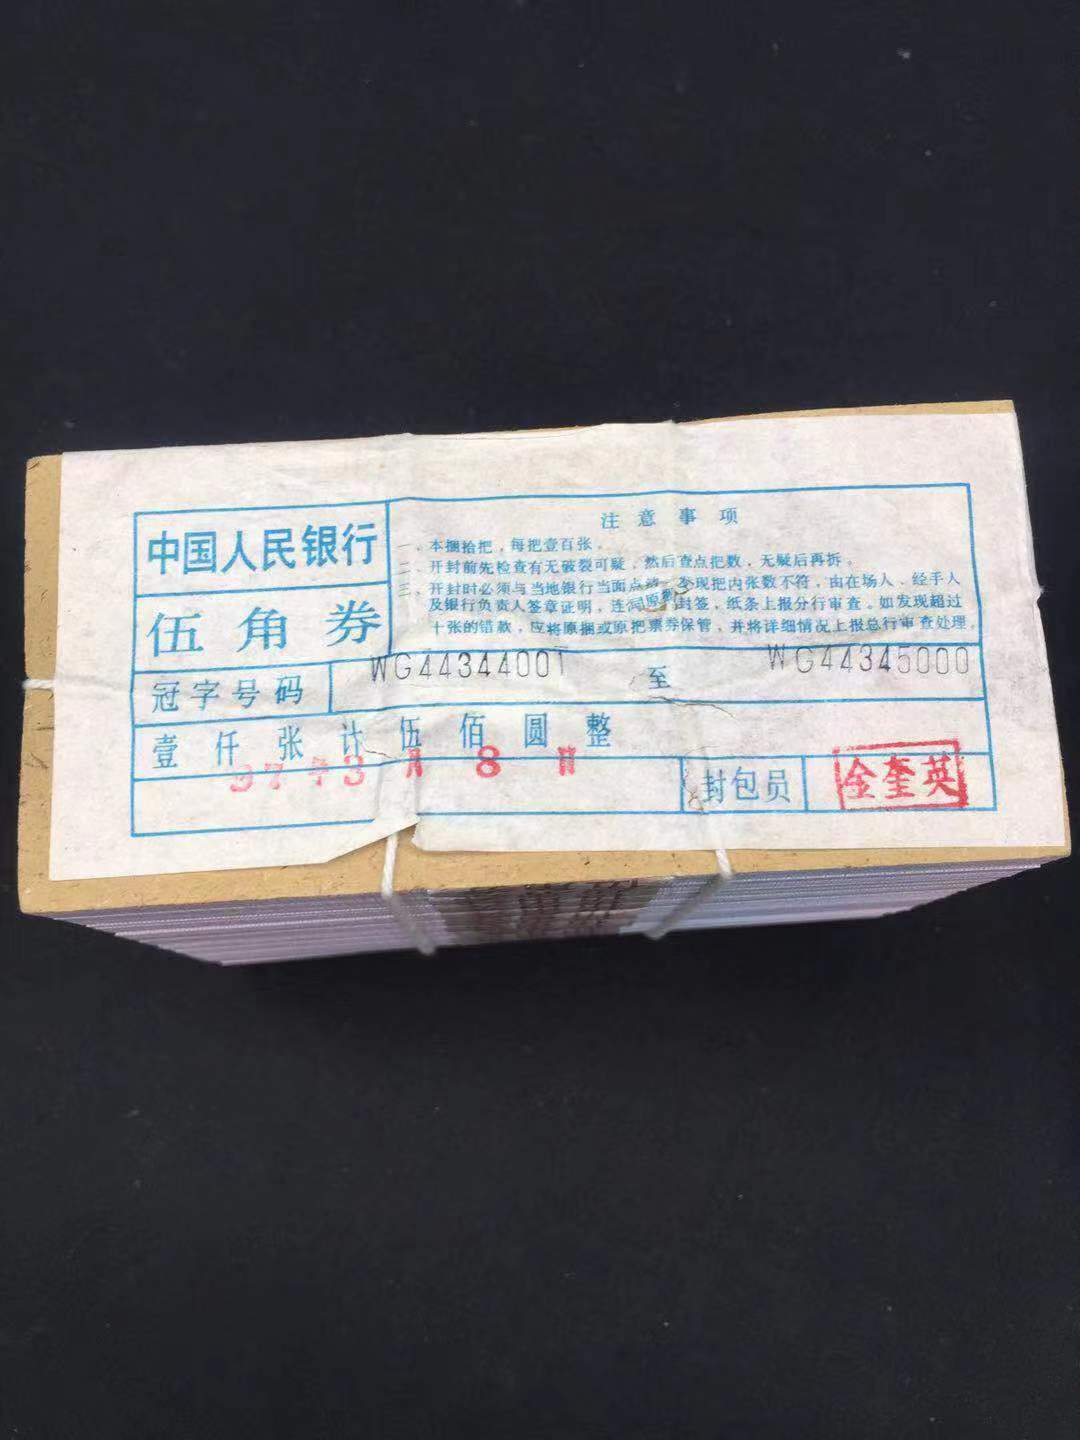 中国人民银行
伍角券
注意事项
一、本捆拾把，每把壹百张。
二、开封前先检查有无破裂可疑，然后查点把数，无疑后再拆。
三、开封时必须与当地银行当面点 发现把内张数不符，由在场人、经手人
及银行负责人签章证明，连同原 封签，纸条上报分行审查。如发现超过
十张的错款，应将原捆或原把票券保管，并将详细情况上报总行审查处理。
冠字号码 WG44344001 至 WG44345000
壹仟张计伍佰圆整
97年3月8日
封包员 金奎英